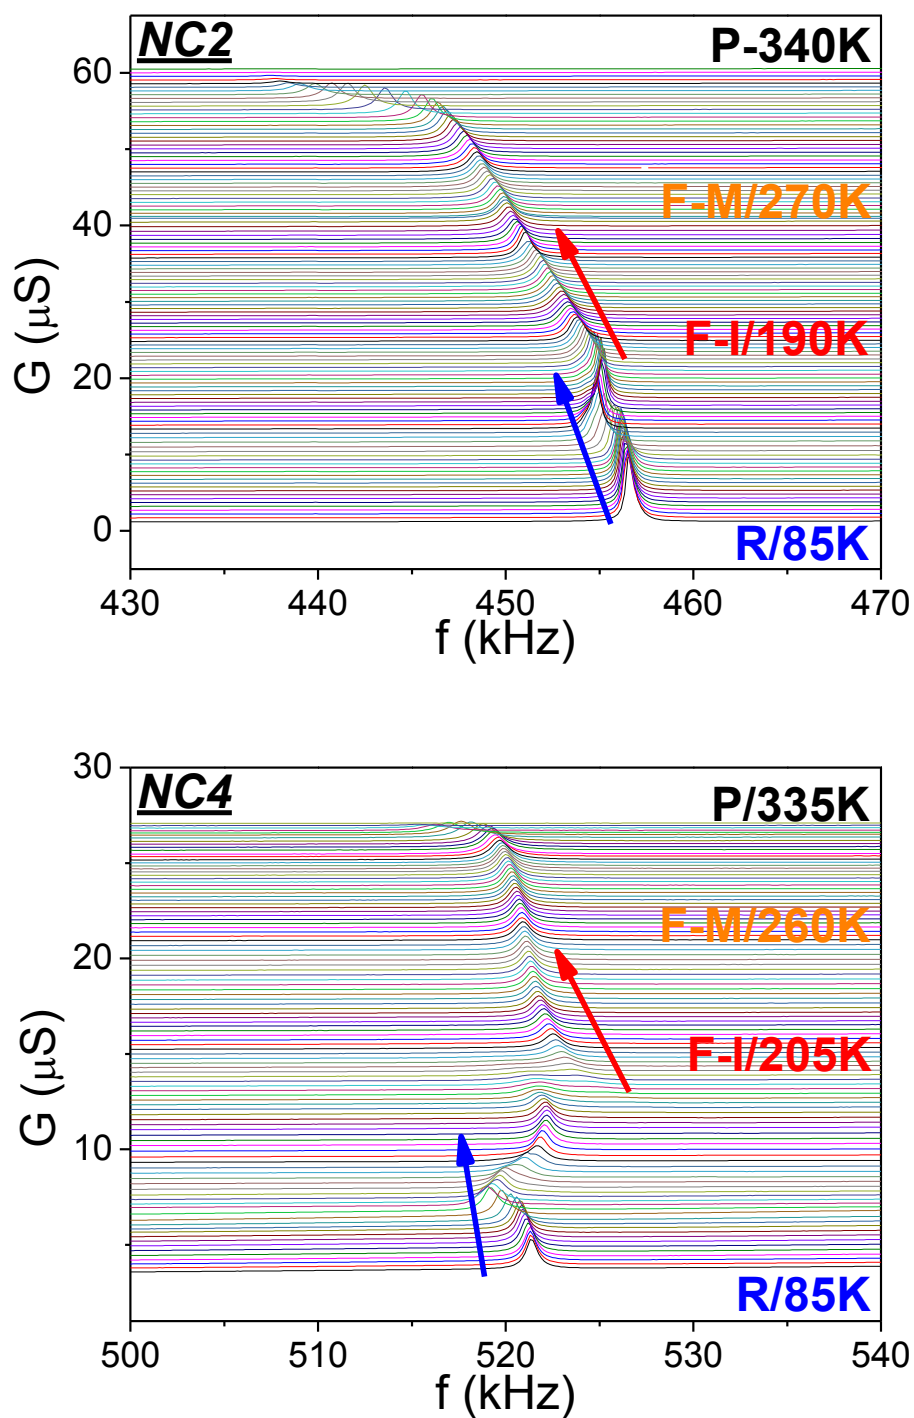 NC2
P-340K
60
F-M/270K
40
G (μS)
F-I/190K
20
0
R/85K
430
440
450
460
470
f (kHz)
30
NC4
P/335K
F-M/260K
20
G (μS)
F-I/205K
10
R/85K
500
510
520
530
540
f (kHz)